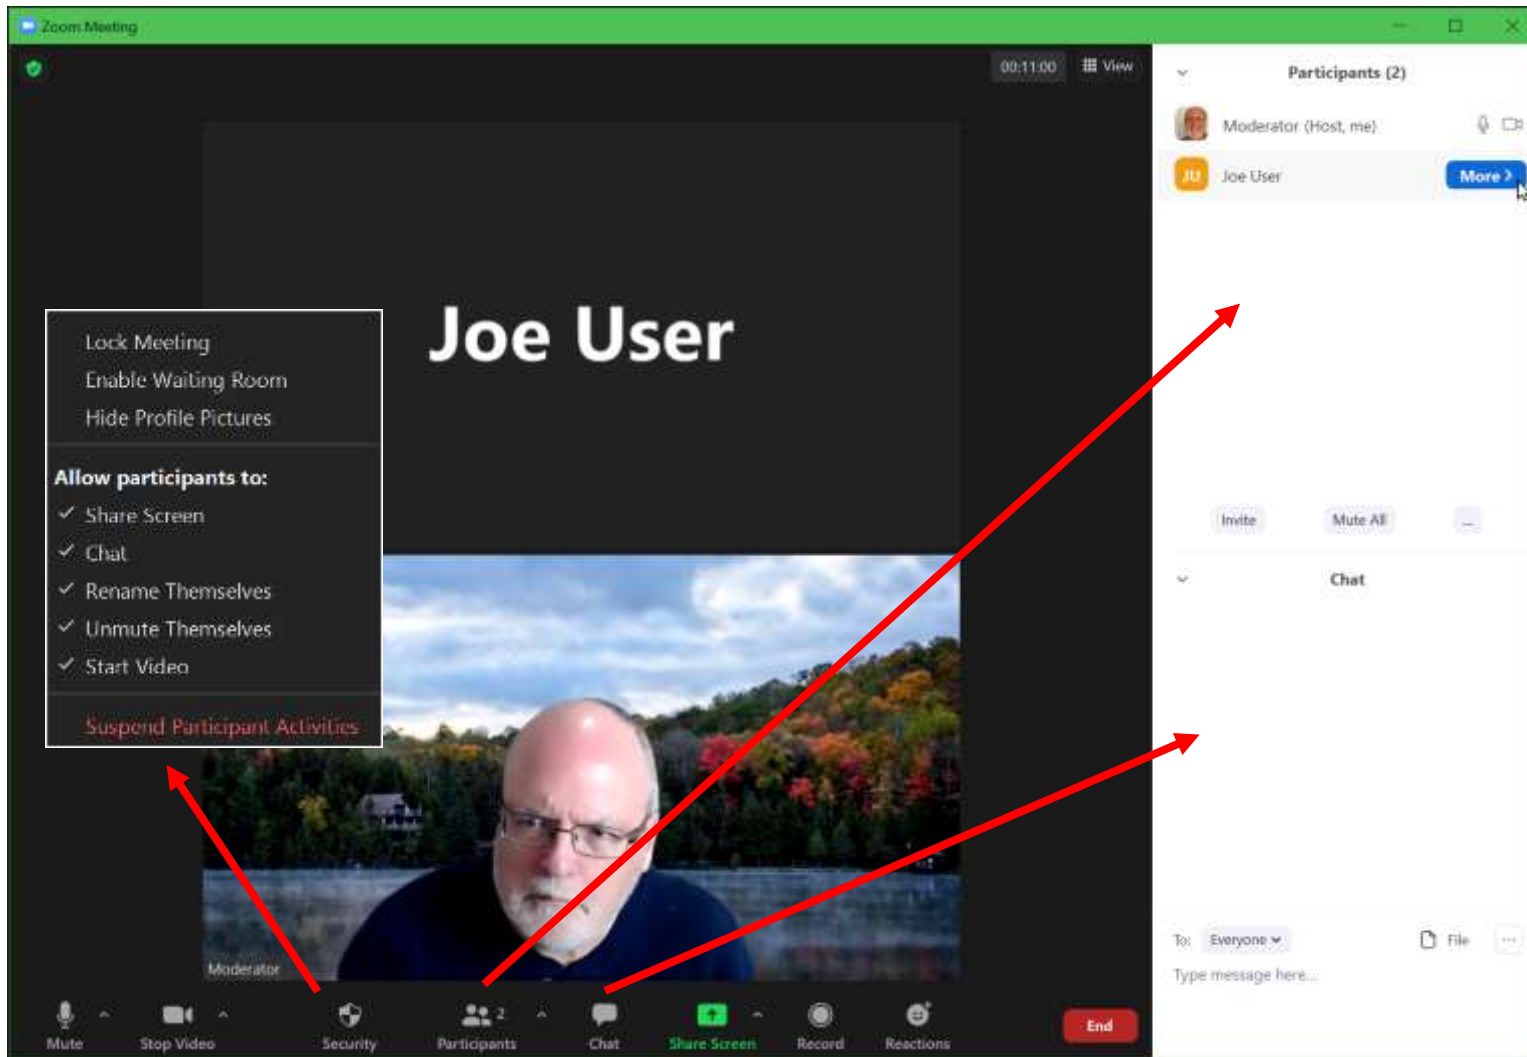 Zoom Meeting
00:11:00 View
Participants (2)
Moderator (Host, me)
JU Joe User More >
Joe User
Lock Meeting
Enable Waiting Room
Hide Profile Pictures
Allow participants to:
✓ Share Screen
✓ Chat
✓ Rename Themselves
✓ Unmute Themselves
✓ Start Video
Suspend Participant Activities
Moderator
Invite Mute All ...
Chat
To: Everyone File ...
Type message here...
2
Mute Stop Video Security Participants Chat Share Screen Record Reactions End